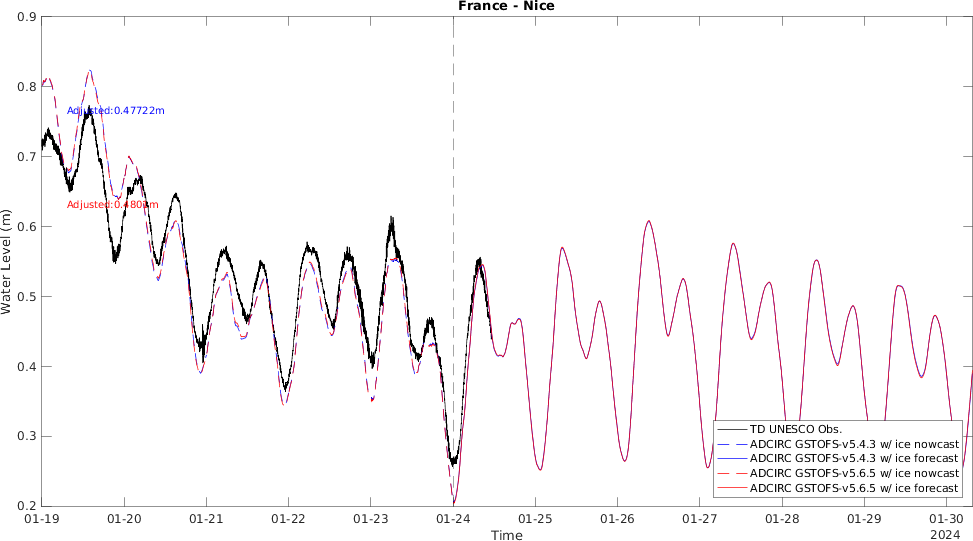 France - Nice
0.9
0.8
0.7
0.6
0.5
0.4
0.3
0.2
Water Level (m)
Adjusted:0.47722m
TD UNESCO Obs.
ADCIRC GSTOFS-v5.4.3 w/ ice nowcast
ADCIRC GSTOFS-v5.4.3 w/ ice forecast
ADCIRC GSTOFS-v5.6.5 w/ ice nowcast
ADCIRC GSTOFS-v5.6.5 w/ ice forecast
01-19 01-20 01-21 01-22 01-23 01-24 01-25 01-26 01-27 01-28 01-29 01-30
2024
Time